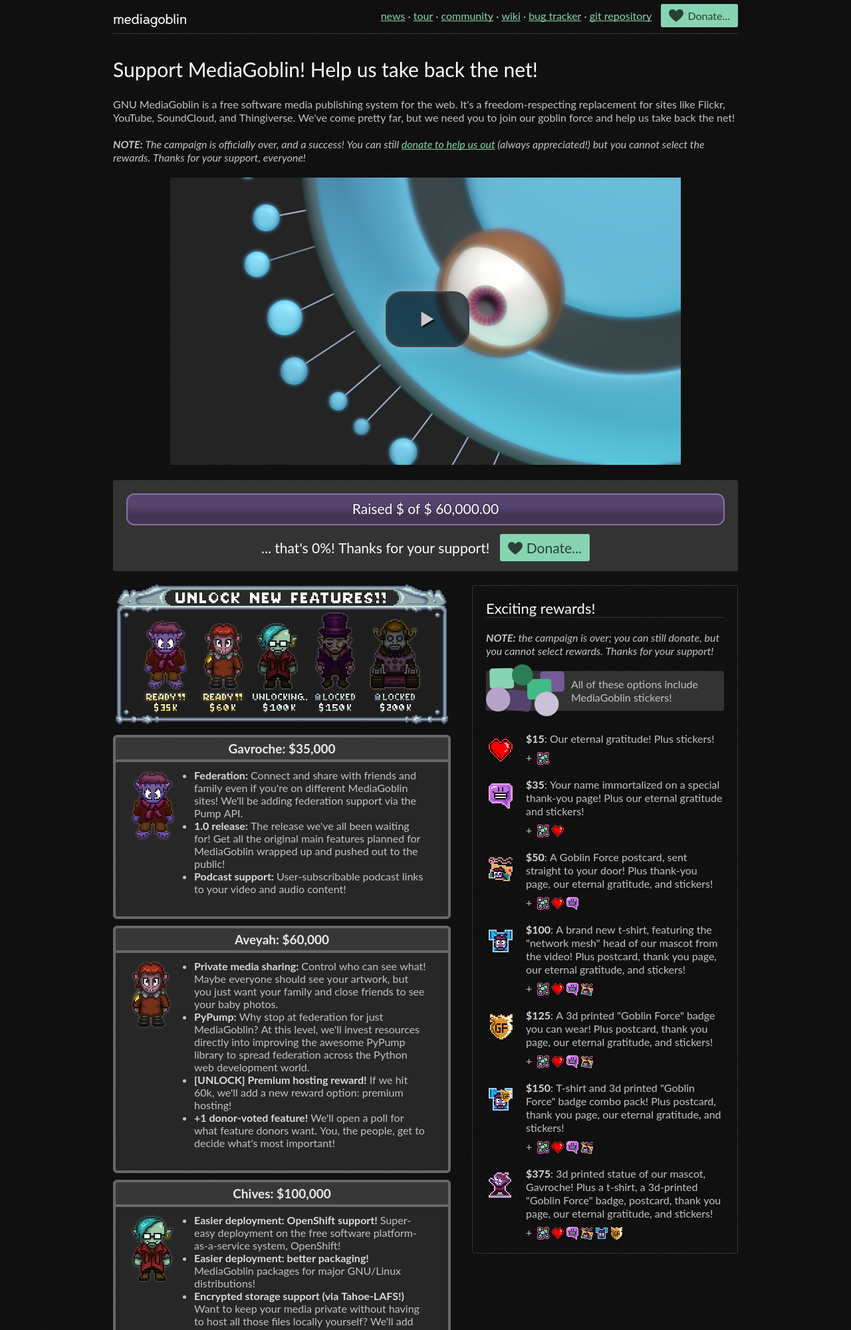 mediagoblin
news · tour · community · wiki · bug tracker · git repository
Donate...
Support MediaGoblin! Help us take back the net!
GNU MediaGoblin is a free software media publishing system for the web. It's a freedom-respecting replacement for sites like Flickr,
YouTube, SoundCloud, and Thingiverse. We've come pretty far, but we need you to join our goblin force and help us take back the net!
NOTE: The campaign is officially over, and a success! You can still donate to help us out (always appreciated!) but you cannot select the
rewards. Thanks for your support, everyone!
Raised $ of $ 60,000.00
... that's 0%! Thanks for your support!
Donate...
UNLOCK NEW FEATURES!!
READY!! READY!! UNLOCKING.. LOCKED LOCKED
$35K $60K $100K $150K $200K
Gavroche: $35,000
• Federation: Connect and share with friends and
family even if you're on different MediaGoblin
sites! We'll be adding federation support via the
Pump API.
• 1.0 release: The release we've all been waiting
for! Get all the original main features planned for
MediaGoblin wrapped up and pushed out to the
public!
• Podcast support: User-subscribable podcast links
to your video and audio content!
Aveyah: $60,000
• Private media sharing: Control who can see what!
Maybe everyone should see your artwork, but
you just want your family and close friends to see
your baby photos.
• PyPump: Why stop at federation for just
MediaGoblin? At this level, we'll invest resources
directly into improving the awesome PyPump
library to spread federation across the Python
web development world.
• [UNLOCK] Premium hosting reward! If we hit
60k, we'll add a new reward option: premium
hosting!
• +1 donor-voted feature! We'll open a poll for
what feature donors want. You, the people, get to
decide what's most important!
Chives: $100,000
• Easier deployment: OpenShift support! Super-
easy deployment on the free software platform-
as-a-service system, OpenShift!
• Easier deployment: better packaging!
MediaGoblin packages for major GNU/Linux
distributions!
• Encrypted storage support (via Tahoe-LAFS!)
Want to keep your media private without having
to host all those files locally yourself? We'll add
Exciting rewards!
NOTE: the campaign is over; you can still donate, but
you cannot select rewards. Thanks for your support!
All of these options include
MediaGoblin stickers!
$15: Our eternal gratitude! Plus stickers!
+
$35: Your name immortalized on a special
thank-you page! Plus our eternal gratitude
and stickers!
+
$50: A Goblin Force postcard, sent
straight to your door! Plus thank-you
page, our eternal gratitude, and stickers!
+
$100: A brand new t-shirt, featuring the
"network mesh" head of our mascot from
the video! Plus postcard, thank you page,
our eternal gratitude, and stickers!
+
GF
$125: A 3d printed "Goblin Force" badge
you can wear! Plus postcard, thank you
page, our eternal gratitude, and stickers!
+
$150: T-shirt and 3d printed "Goblin
Force" badge combo pack! Plus postcard,
thank you page, our eternal gratitude, and
stickers!
+
$375: 3d printed statue of our mascot,
Gavroche! Plus a t-shirt, a 3d-printed
"Goblin Force" badge, postcard, thank you
page, our eternal gratitude, and stickers!
+